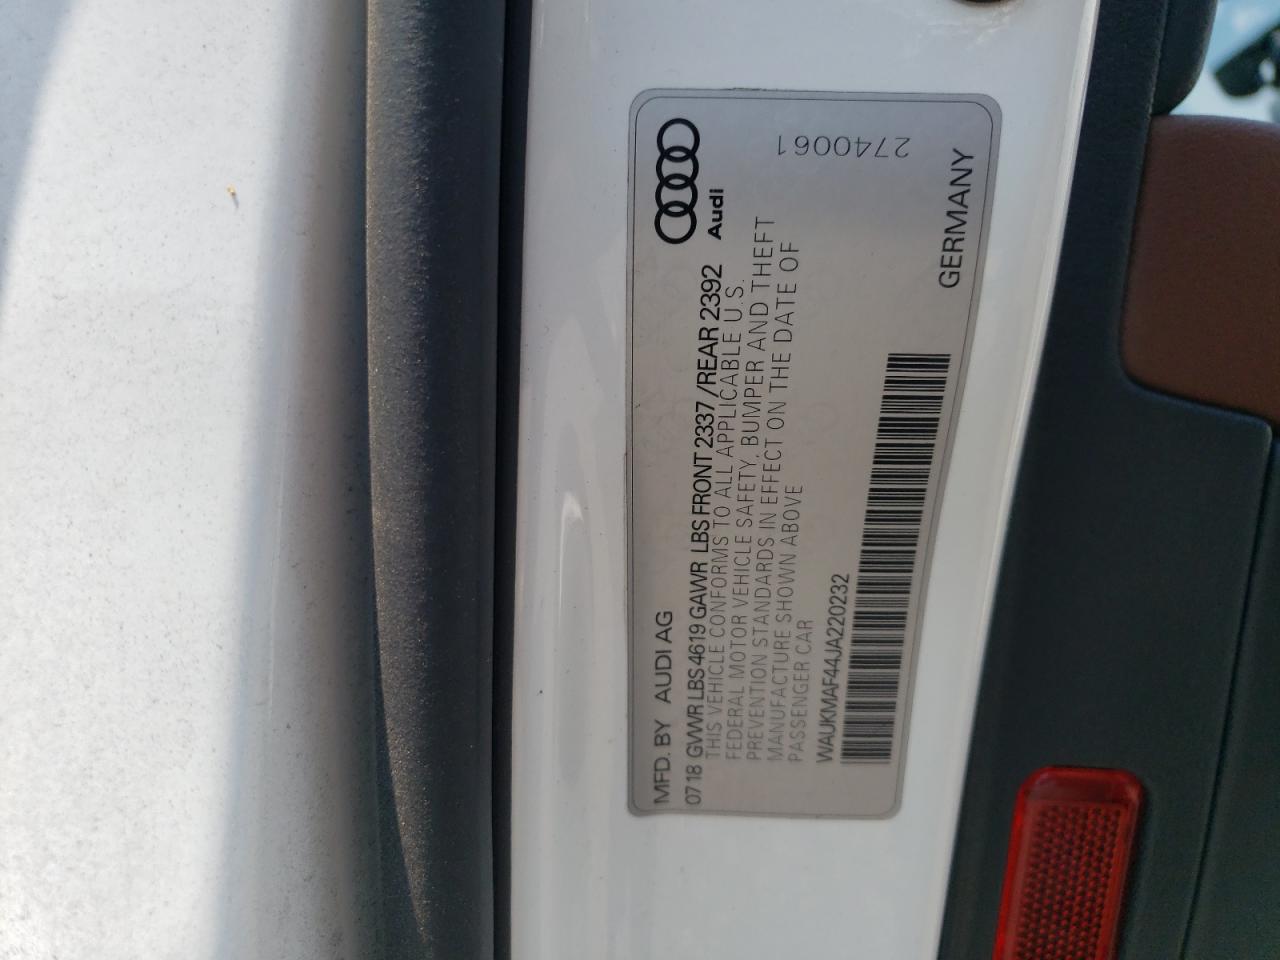 MFD. BY AUDI AG
0718 GVWR LBS 4619 GAWR LBS FRONT 2337 /REAR 2392
THIS VEHICLE CONFORMS TO ALL APPLICABLE U.S.
FEDERAL MOTOR VEHICLE SAFETY, BUMPER AND THEFT
PREVENTION STANDARDS IN EFFECT ON THE DATE OF
MANUFACTURE SHOWN ABOVE
PASSENGER CAR
WAUKMAF44JA220232
Audi
2740061
GERMANY